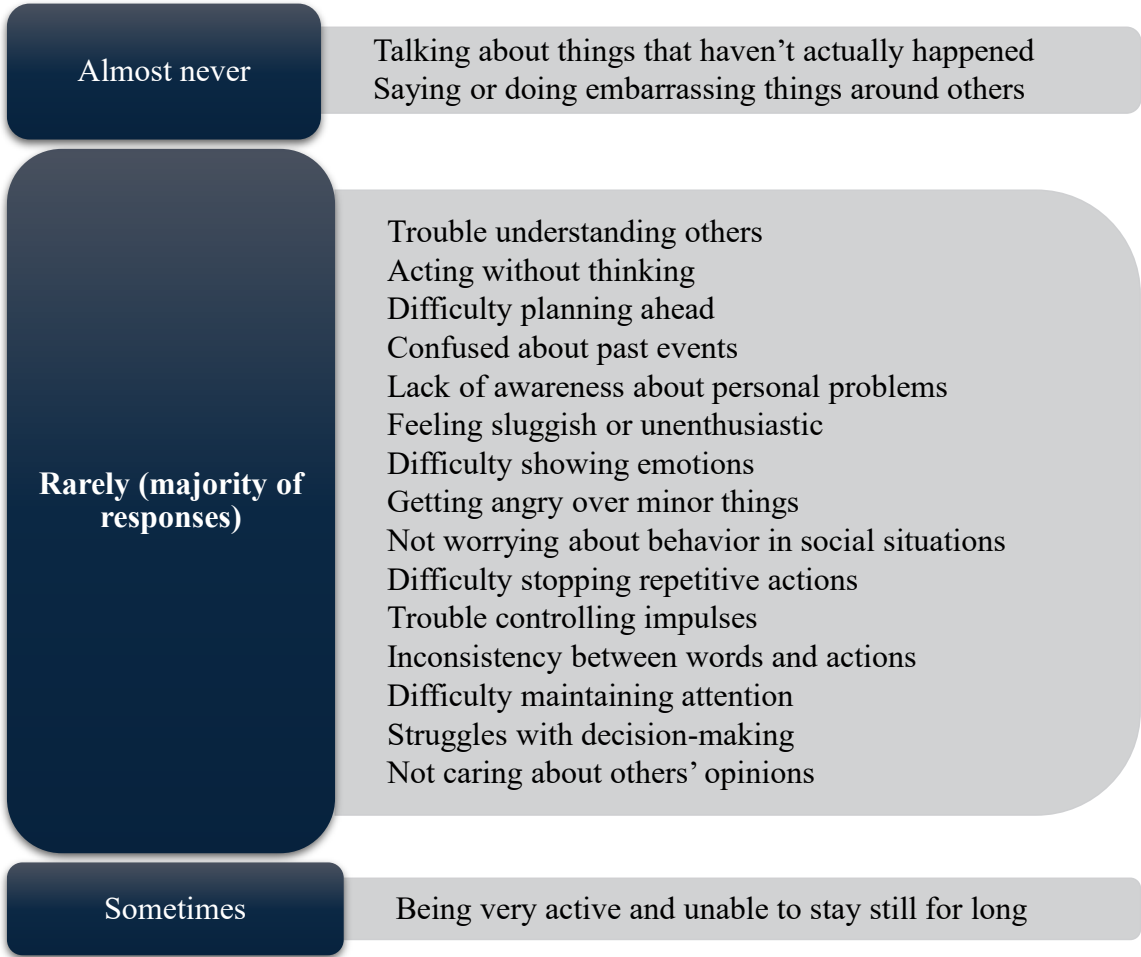 Almost never
Talking about things that haven’t actually happened
Saying or doing embarrassing things around others
Rarely (majority of
responses)
Trouble understanding others
Acting without thinking
Difficulty planning ahead
Confused about past events
Lack of awareness about personal problems
Feeling sluggish or unenthusiastic
Difficulty showing emotions
Getting angry over minor things
Not worrying about behavior in social situations
Difficulty stopping repetitive actions
Trouble controlling impulses
Inconsistency between words and actions
Difficulty maintaining attention
Struggles with decision-making
Not caring about others’ opinions
Sometimes
Being very active and unable to stay still for long